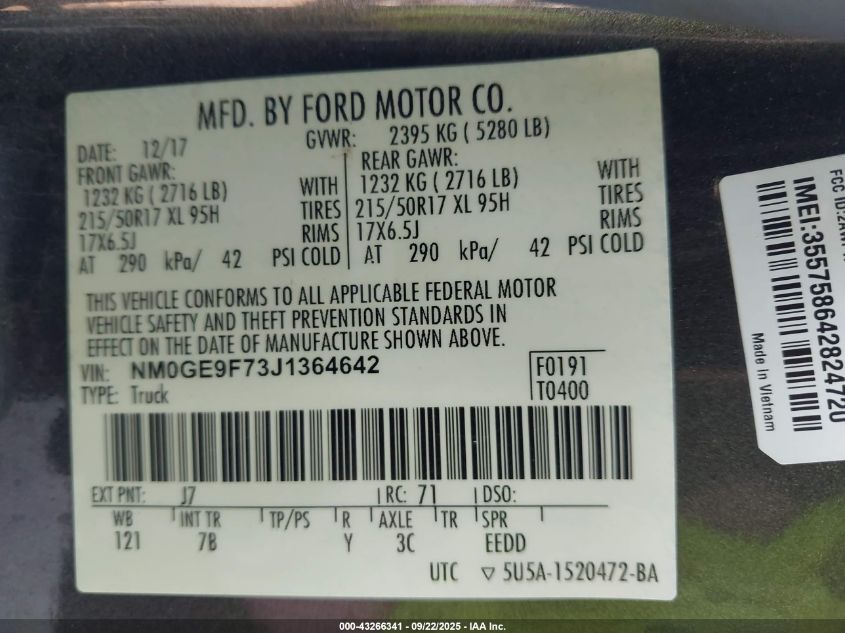 MFD. BY FORD MOTOR CO.
DATE: 12/17 GVWR: 2395 KG ( 5280 LB)
FRONT GAWR: REAR GAWR:
1232 KG ( 2716 LB) WITH 1232 KG ( 2716 LB) WITH
215/50R17 XL 95H TIRES 215/50R17 XL 95H TIRES
17X6.5J RIMS 17X6.5J RIMS
AT 290 kPa/ 42 PSI COLD AT 290 kPa/ 42 PSI COLD
THIS VEHICLE CONFORMS TO ALL APPLICABLE FEDERAL MOTOR
VEHICLE SAFETY AND THEFT PREVENTION STANDARDS IN
EFFECT ON THE DATE OF MANUFACTURE SHOWN ABOVE.
VIN: NM0GE9F73J1364642 F0191
TYPE: Truck T0400
EXT PNT: J7 RC: 71 DSO:
WB INT TR TP/PS R AXLE TR SPR
121 7B Y 3C EEDD
UTC ▽ 5U5A-1520472-BA
FCC ID:
IMEI:355758642824720
Made In Vietnam
000-43266341 - 09/22/2025 - IAA Inc.